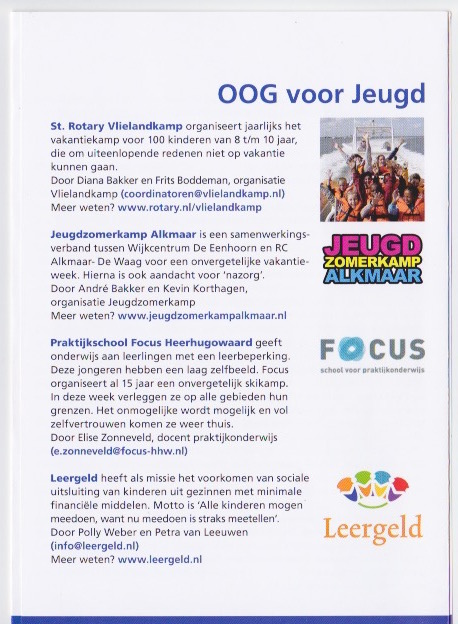 OOG voor Jeugd
St. Rotary Vlielandkamp organiseert jaarlijks het
vakantiekamp voor 100 kinderen van 8 t/m 10 jaar,
die om uiteenlopende redenen niet op vakantie
kunnen gaan.
Door Diana Bakker en Frits Boddeman, organisatie
Vlielandkamp (coordinatoren@vlielandkamp.nl)
Meer weten? www.rotary.nl/vlielandkamp
Jeugdzomerkamp Alkmaar is een samenwerkings-
verband tussen Wijkcentrum De Eenhoorn en RC
Alkmaar- De Waag voor een onvergetelijke vakantie-
week. Hierna is ook aandacht voor 'nazorg'.
Door André Bakker en Kevin Korthagen,
organisatie Jeugdzomerkamp
Meer weten? www.jeugdzomerkampalkmaar.nl
JEUGD
ZOMERKAMP
ALKMAAR
Praktijkschool Focus Heerhugowaard geeft
onderwijs aan leerlingen met een leerbeperking.
Deze jongeren hebben een laag zelfbeeld. Focus
organiseert al 15 jaar een onvergetelijk skikamp.
In deze week verleggen ze op alle gebieden hun
grenzen. Het onmogelijke wordt mogelijk en vol
zelfvertrouwen komen ze weer thuis.
Door Elise Zonneveld, docent praktijkonderwijs
(e.zonneveld@focus-hhw.nl)
FOCUS
school voor praktijkonderwijs
Leergeld heeft als missie het voorkomen van sociale
uitsluiting van kinderen uit gezinnen met minimale
financiële middelen. Motto is 'Alle kinderen mogen
meedoen, want nu meedoen is straks meetellen'.
Door Polly Weber en Petra van Leeuwen
(info@leergeld.nl)
Meer weten? www.leergeld.nl
Leergeld